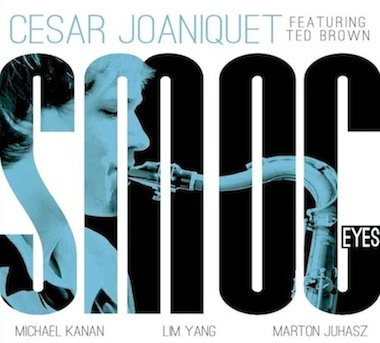 CESAR JOANIQUET FEATURING
TED BROWN
SMOG
EYES
MICHAEL KANAN LIM YANG MARTON JUHASZ